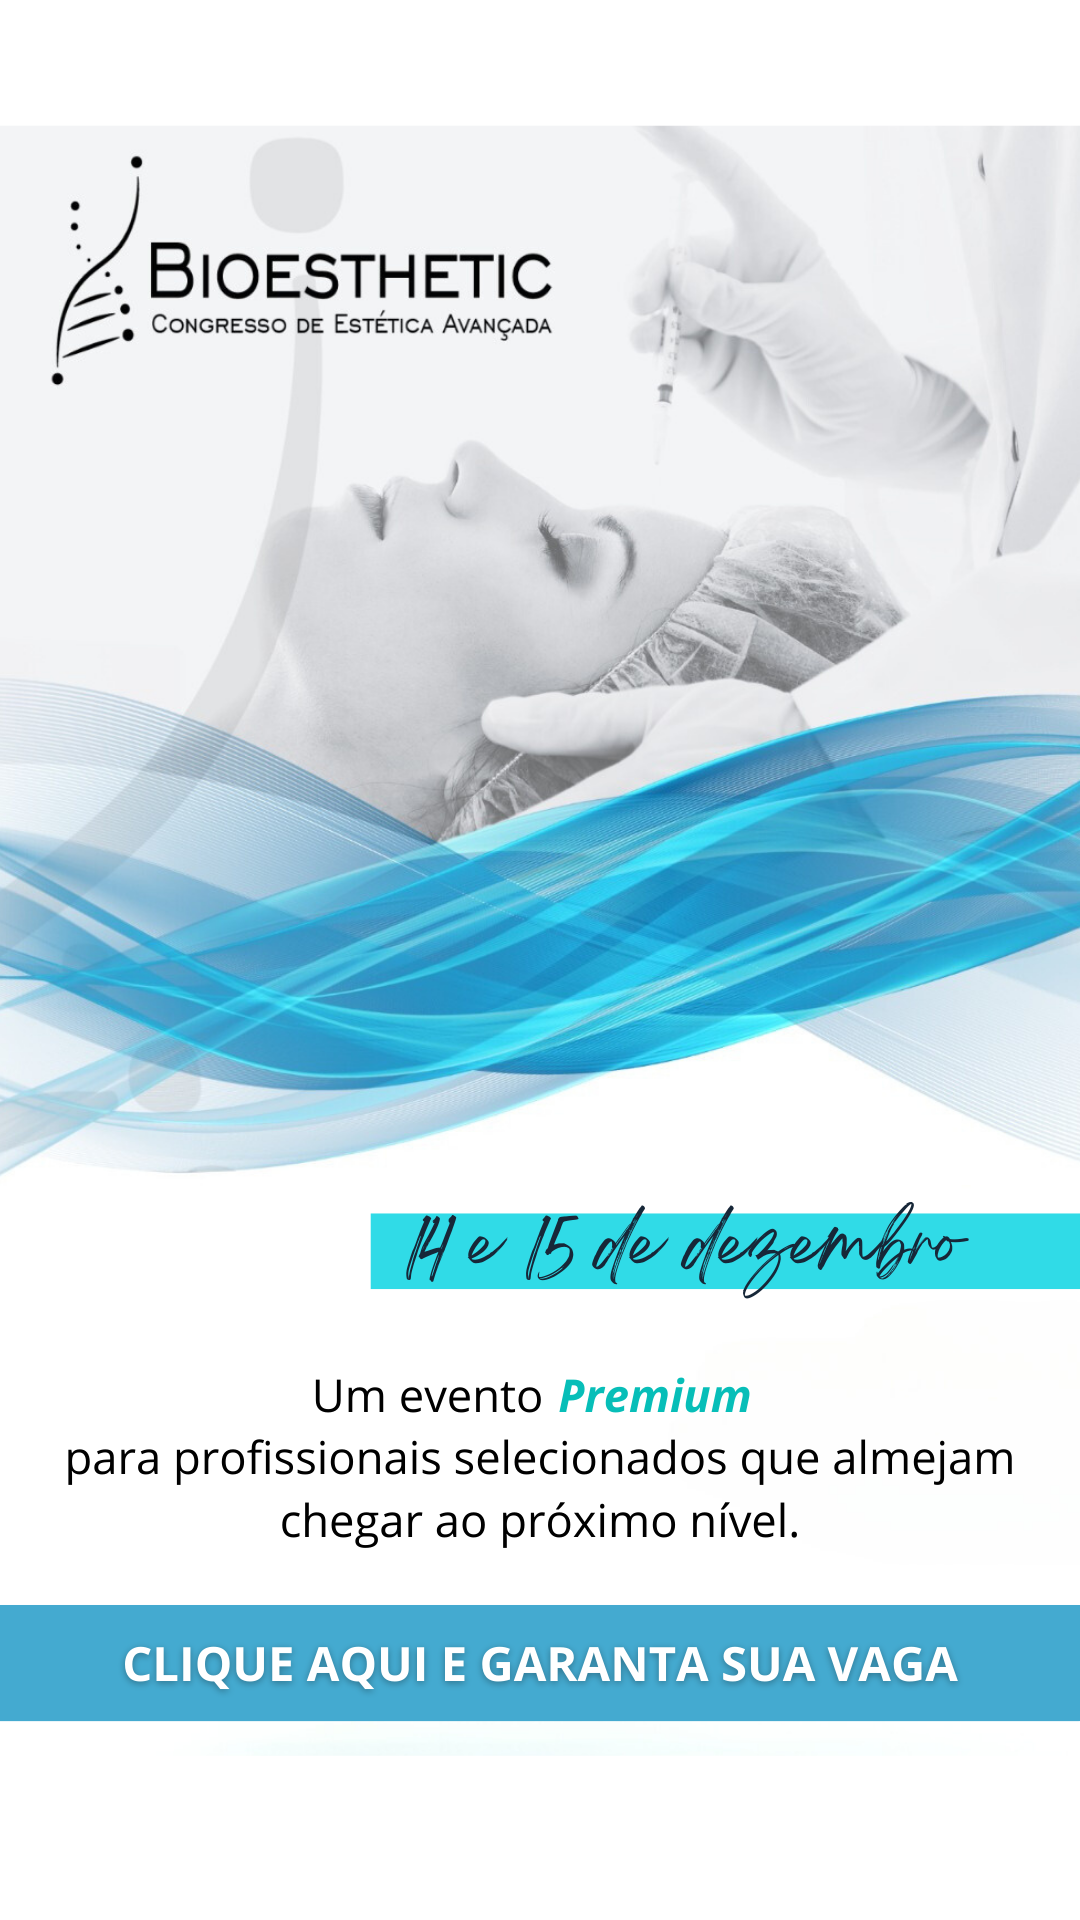 BIOESTHETIC
CONGRESSO DE ESTÉTICA AVANÇADA
14 e 15 de dezembro
Um evento Premium
para profissionais selecionados que almejam
chegar ao próximo nível.
CLIQUE AQUI E GARANTA SUA VAGA